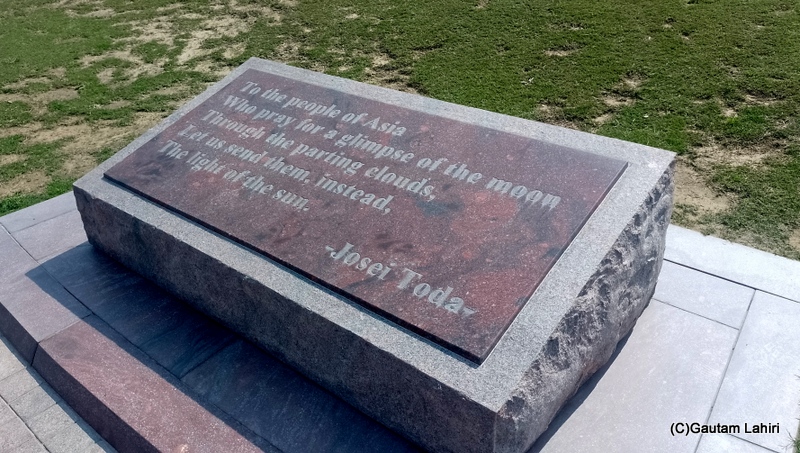 To the people of Asia
Who pray for a glimpse of the moon
Through the parting clouds,
Let us send them, instead,
The light of the sun.
-Josei Toda-
(C)Gautam Lahiri